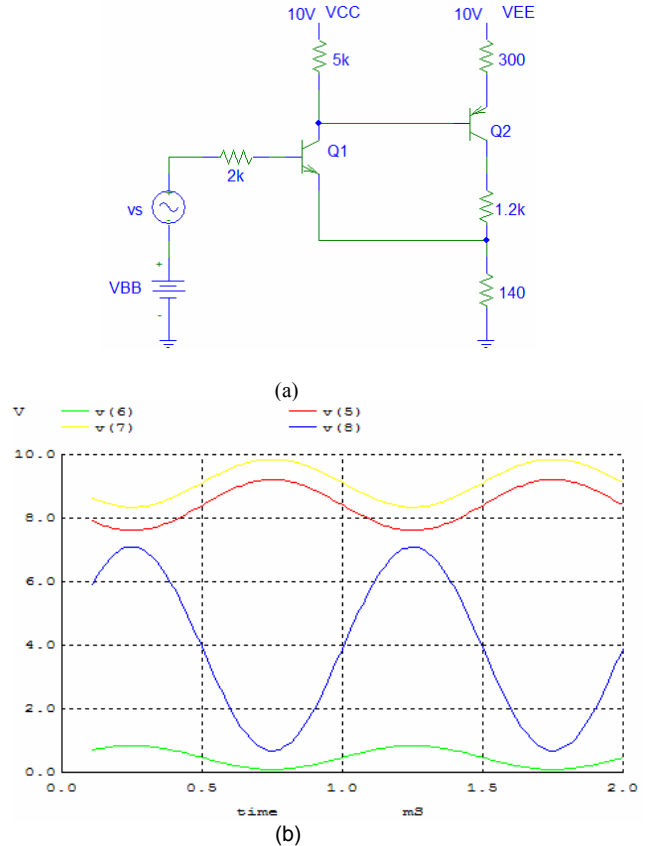 10V VCC 10V VEE
5k 300
Q1 Q2
2k
vs 1.2k
+
VBB 140
-
(a)
V v(6) v(5)
v(7) v(8)
10.0
8.0
6.0
4.0
2.0
0.0
0.0 0.5 1.0 1.5 2.0
time mS
(b)